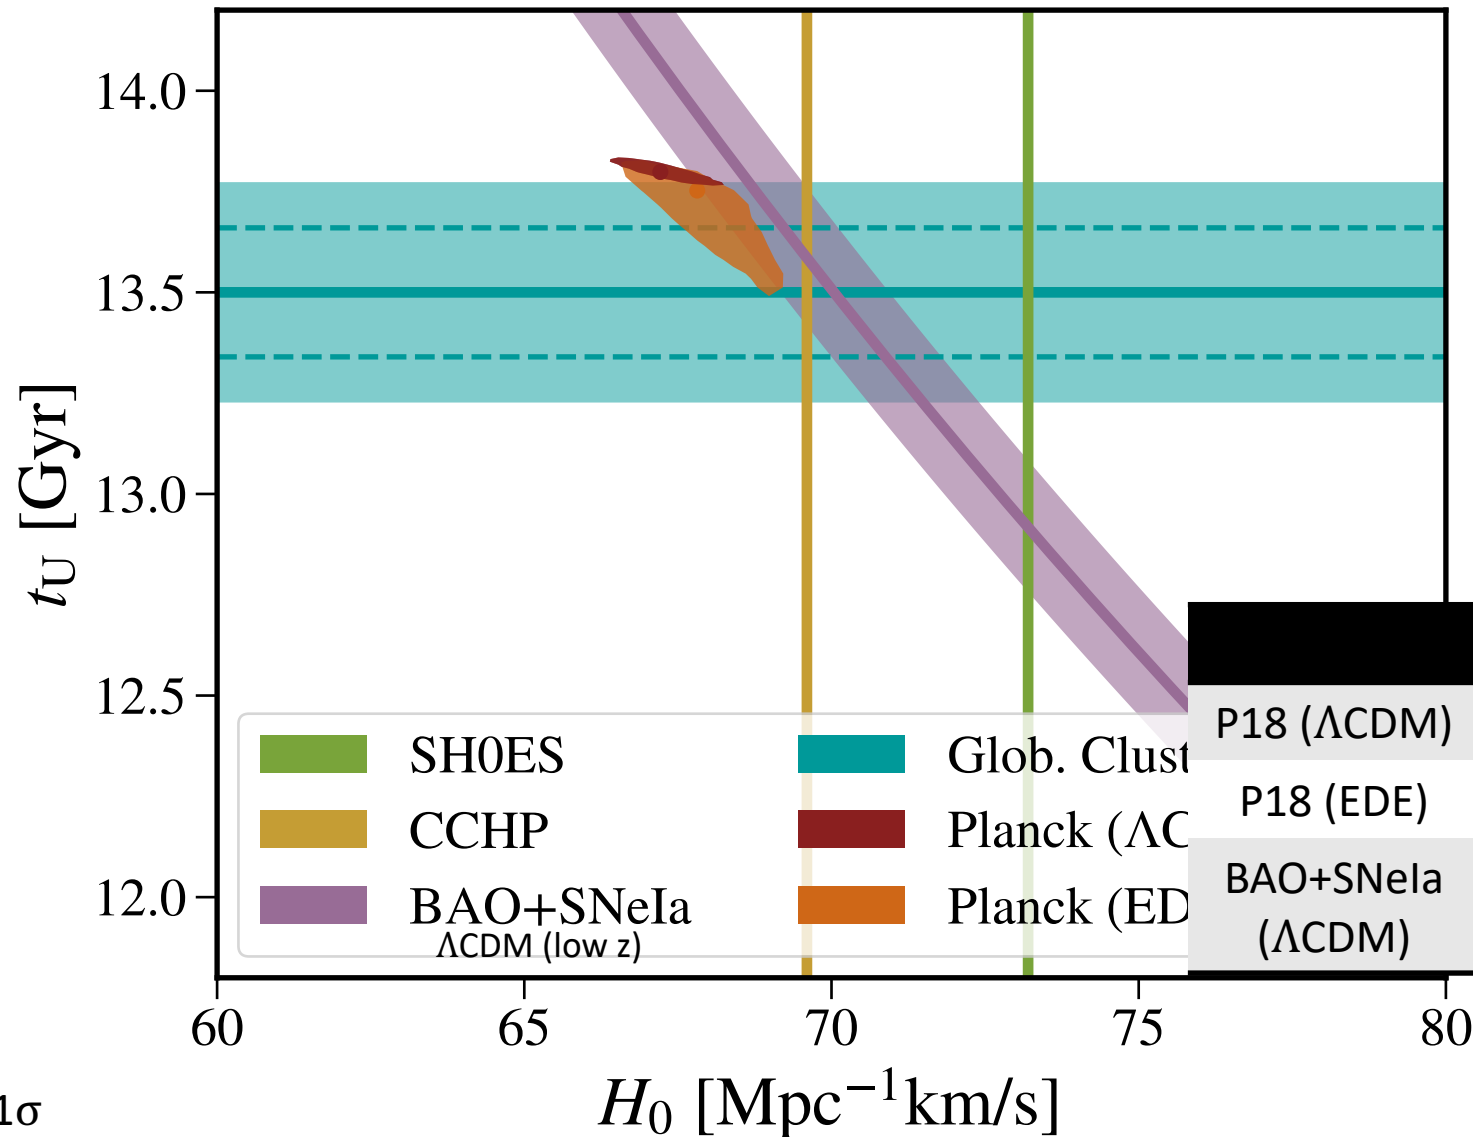 14.0
13.5
13.0
12.5
12.0
t_U [Gyr]
SH0ES
CCHP
BAO+SNeIa
ΛCDM (low z)
Glob. Clust
Planck (ΛC
Planck (ED
P18 (ΛCDM)
P18 (EDE)
BAO+SNeIa
(ΛCDM)
60 65 70 75 80
H₀ [Mpc⁻¹km/s]
1σ